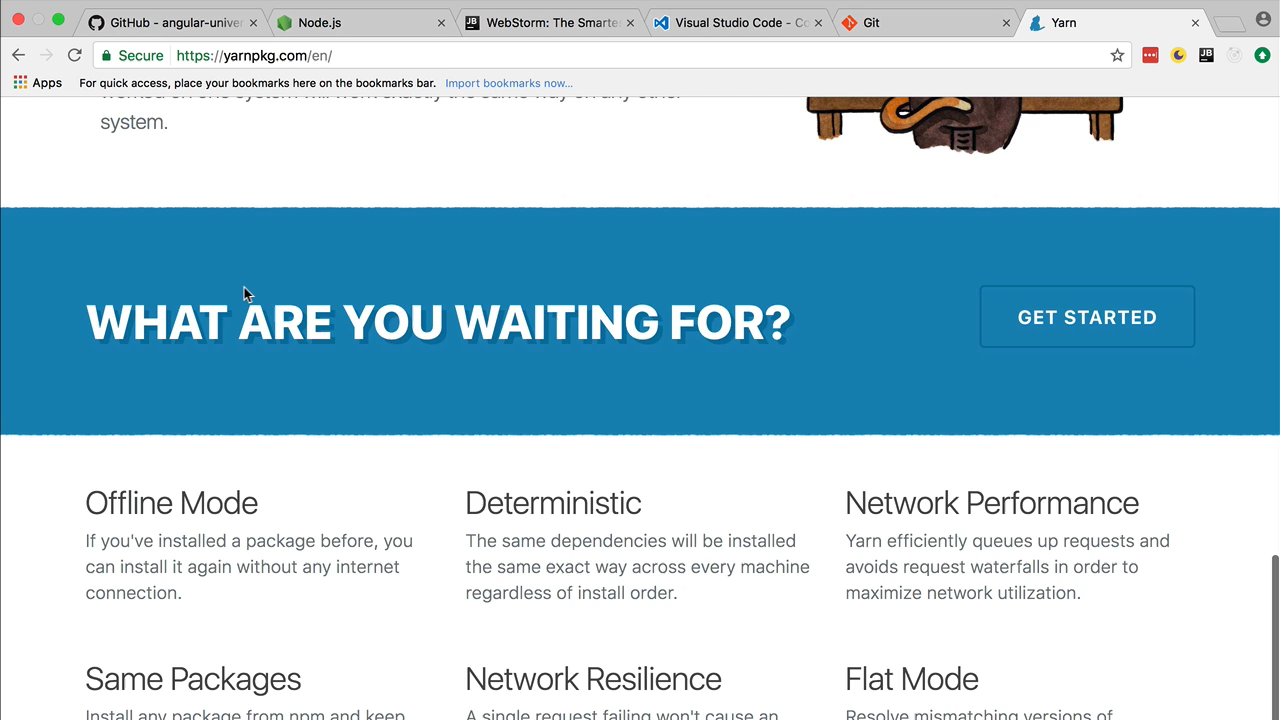 GitHub - angular-univer
Node.js
WebStorm: The Smartes
Visual Studio Code - Co
Git
Yarn
Secure https://yarnpkg.com/en/
Apps For quick access, place your bookmarks here on the bookmarks bar. Import bookmarks now...
worked on one system will work exactly the same way on any other
system.
WHAT ARE YOU WAITING FOR?
GET STARTED
Offline Mode
If you've installed a package before, you
can install it again without any internet
connection.
Deterministic
The same dependencies will be installed
the same exact way across every machine
regardless of install order.
Network Performance
Yarn efficiently queues up requests and
avoids request waterfalls in order to
maximize network utilization.
Same Packages
Install any package from npm and keep
Network Resilience
A single request failing won't cause an
Flat Mode
Resolve mismatching versions of